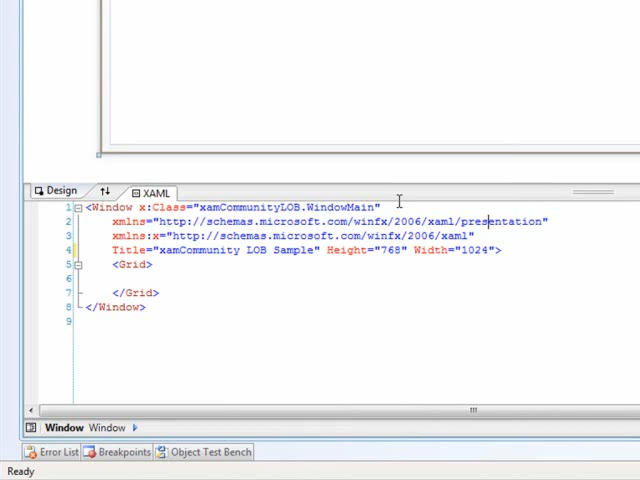 Design
XAML
1 <Window x:Class="xamCommunityLOB.WindowMain"
2 xmlns="http://schemas.microsoft.com/winfx/2006/xaml/presentation"
3 xmlns:x="http://schemas.microsoft.com/winfx/2006/xaml"
4 Title="xamCommunity LOB Sample" Height="768" Width="1024">
5 <Grid>
6
7 </Grid>
8 </Window>
9
Window Window
Error List Breakpoints Object Test Bench
Ready